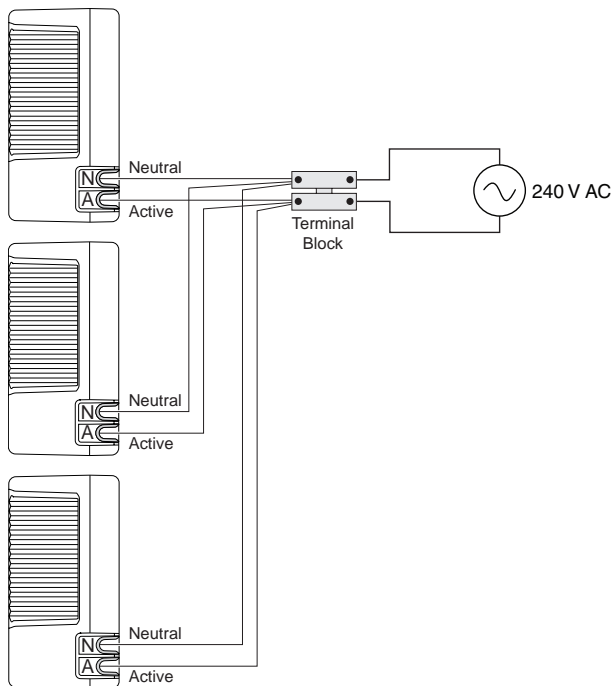 N
Neutral
A
Active
Terminal
Block
240 V AC
N
Neutral
A
Active
N
Neutral
A
Active